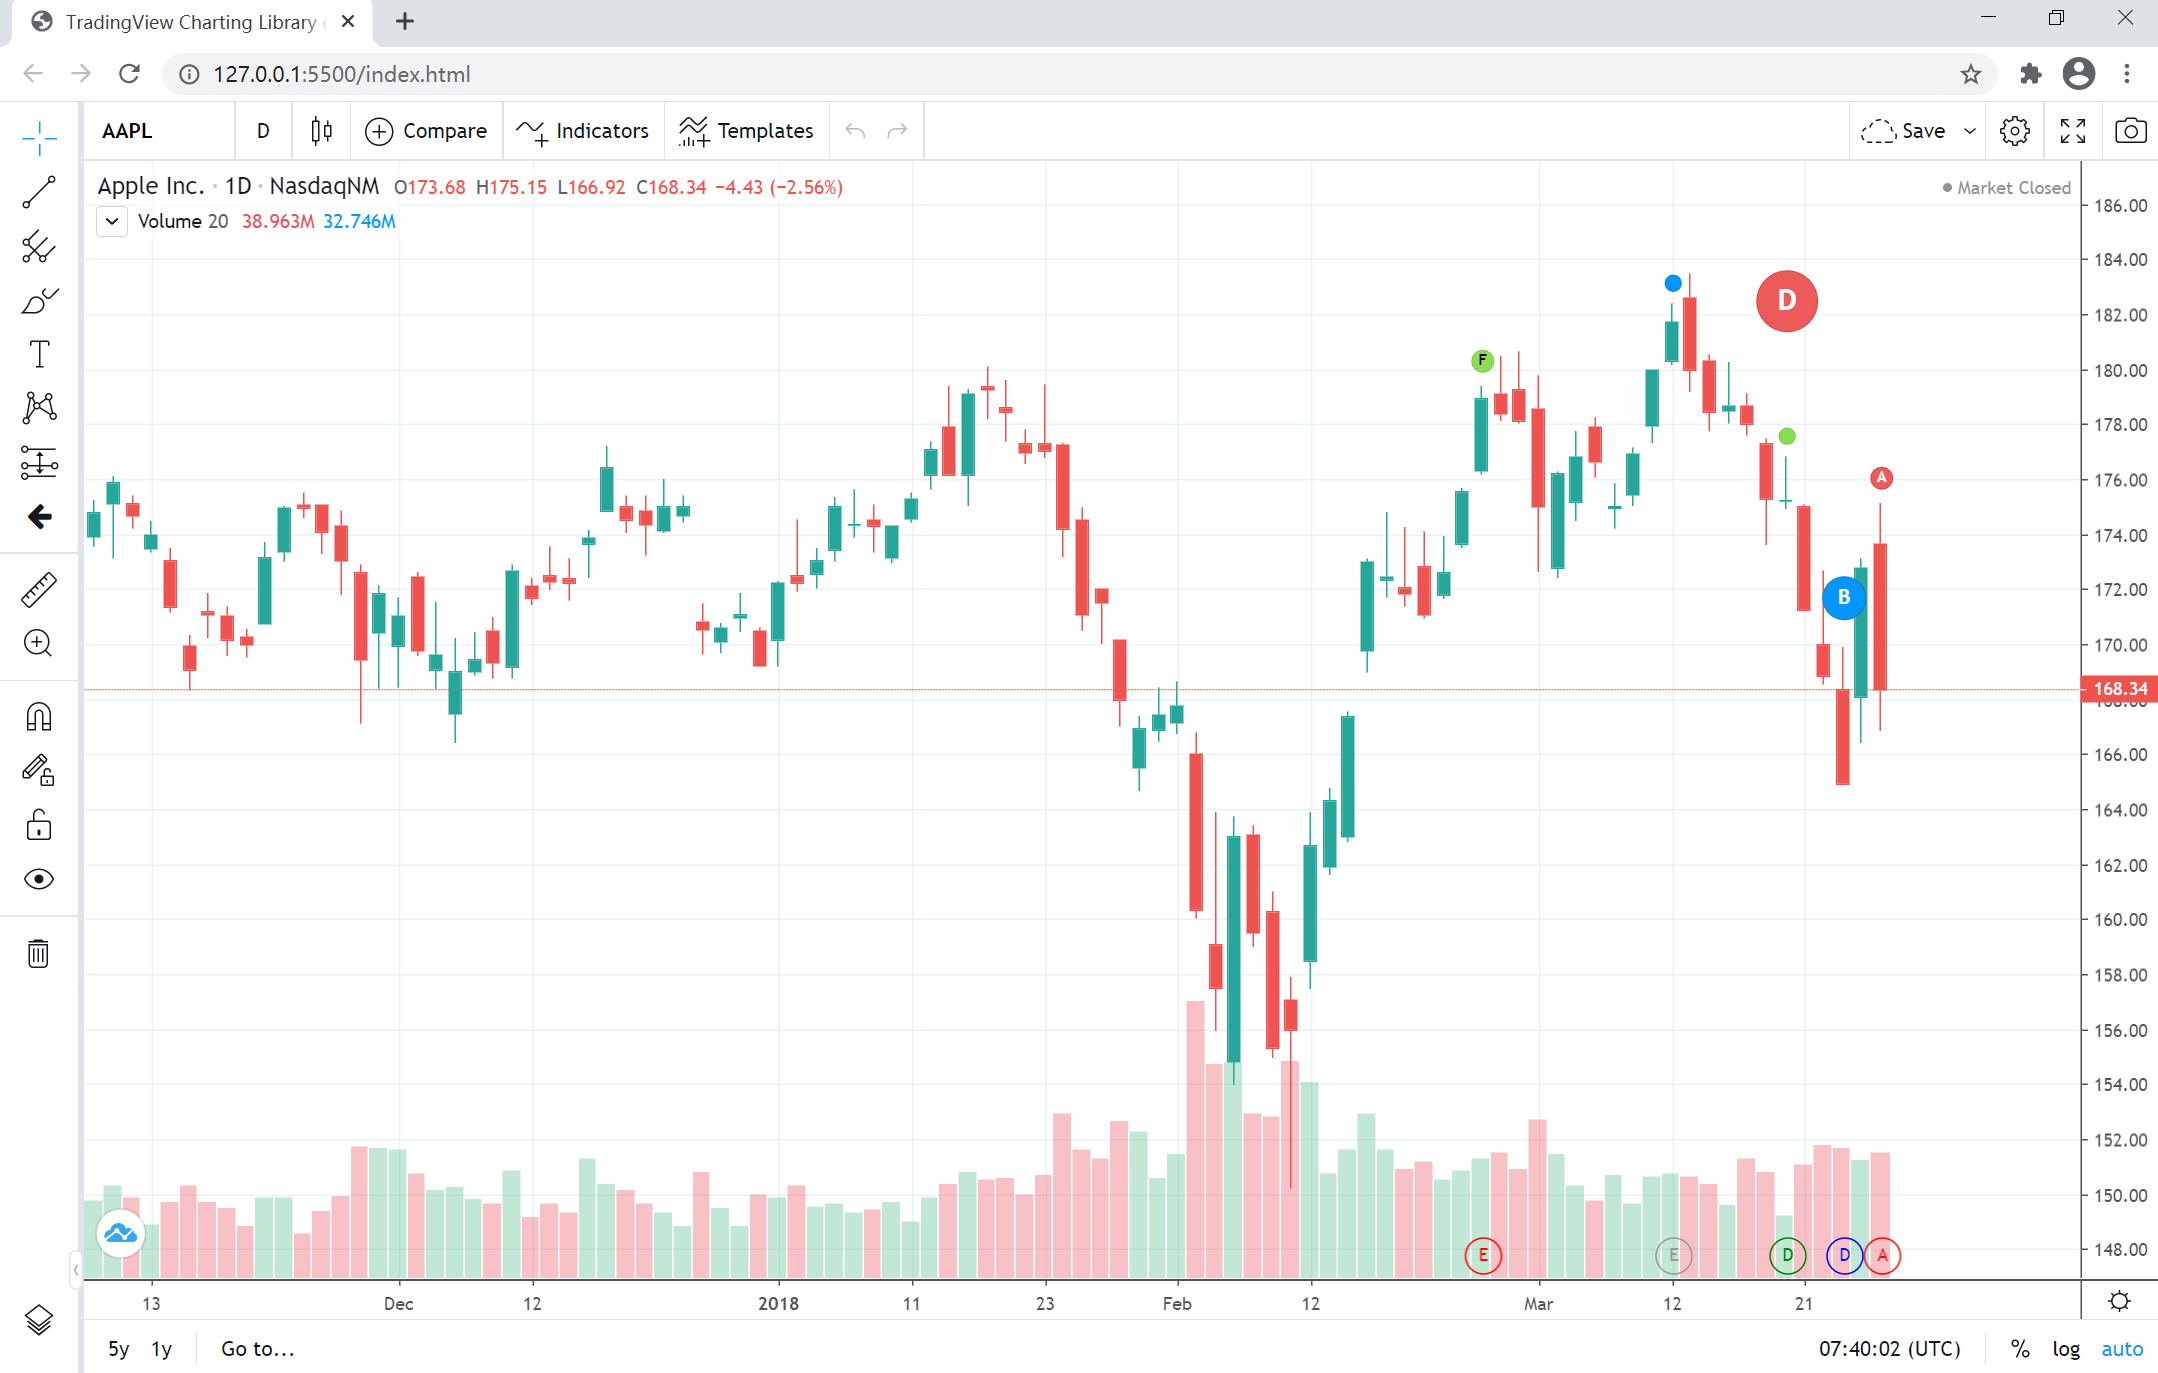 TradingView Charting Library
127.0.0.1:5500/index.html
AAPL D Compare Indicators Templates Save
Apple Inc. · 1D · NasdaqNM O173.68 H175.15 L166.92 C168.34 −4.43 (−2.56%)
Market Closed
Volume 20 38.963M 32.746M
186.00
184.00
182.00
180.00
178.00
176.00
174.00
172.00
170.00
168.34
168.00
166.00
164.00
162.00
160.00
158.00
156.00
154.00
152.00
150.00
148.00
D
F
A
B
E E D D A
13 Dec 12 2018 11 23 Feb 12 Mar 12 21
5y 1y Go to... 07:40:02 (UTC) % log auto